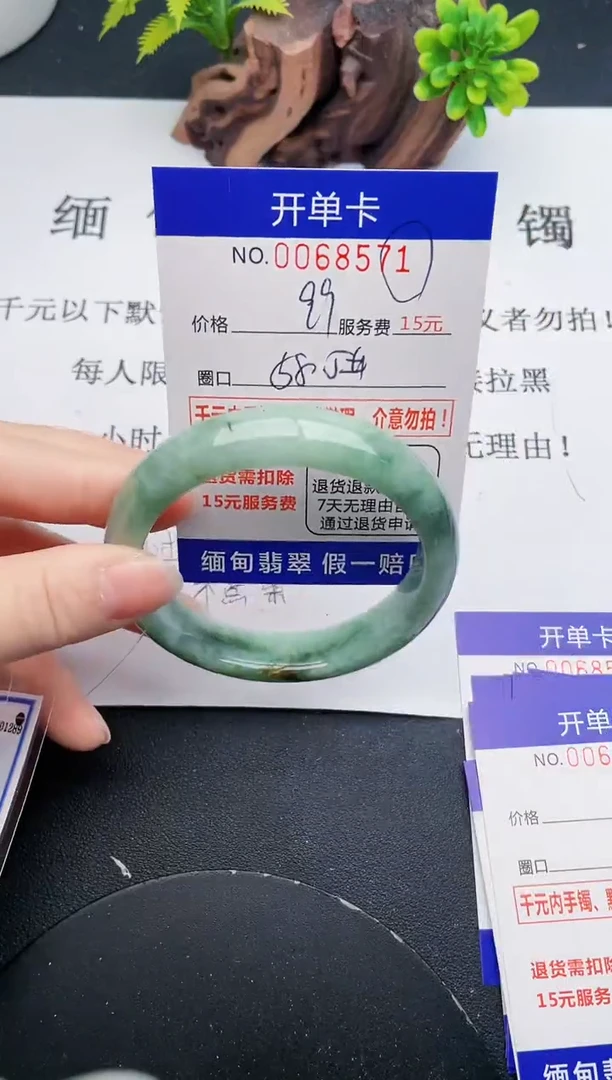 开单卡
NO.0068571
缅
镯
价格 99 服务费 15元
千元以下默
者勿拍!
圈口 58
每人限
拉黑
介意勿拍!
小时
无理由!
退货需扣除
15元服务费
退货退款
7天无理由
通过退货申请
缅甸翡翠 假一赔
开单卡
NO.0068
01289
开单
NO.006
价格
圈口
千元内手镯、
退货需扣除
15元服务
缅甸翡